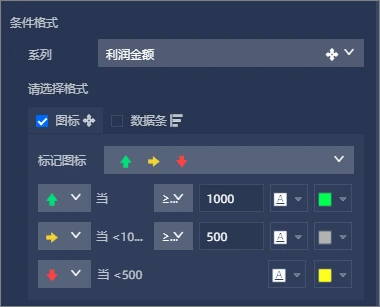 条件格式
系列 利润金额
请选择格式
图标 数据条
标记图标
当 ≥... 1000 A
当 <10... ≥... 500 A
当 <500 A